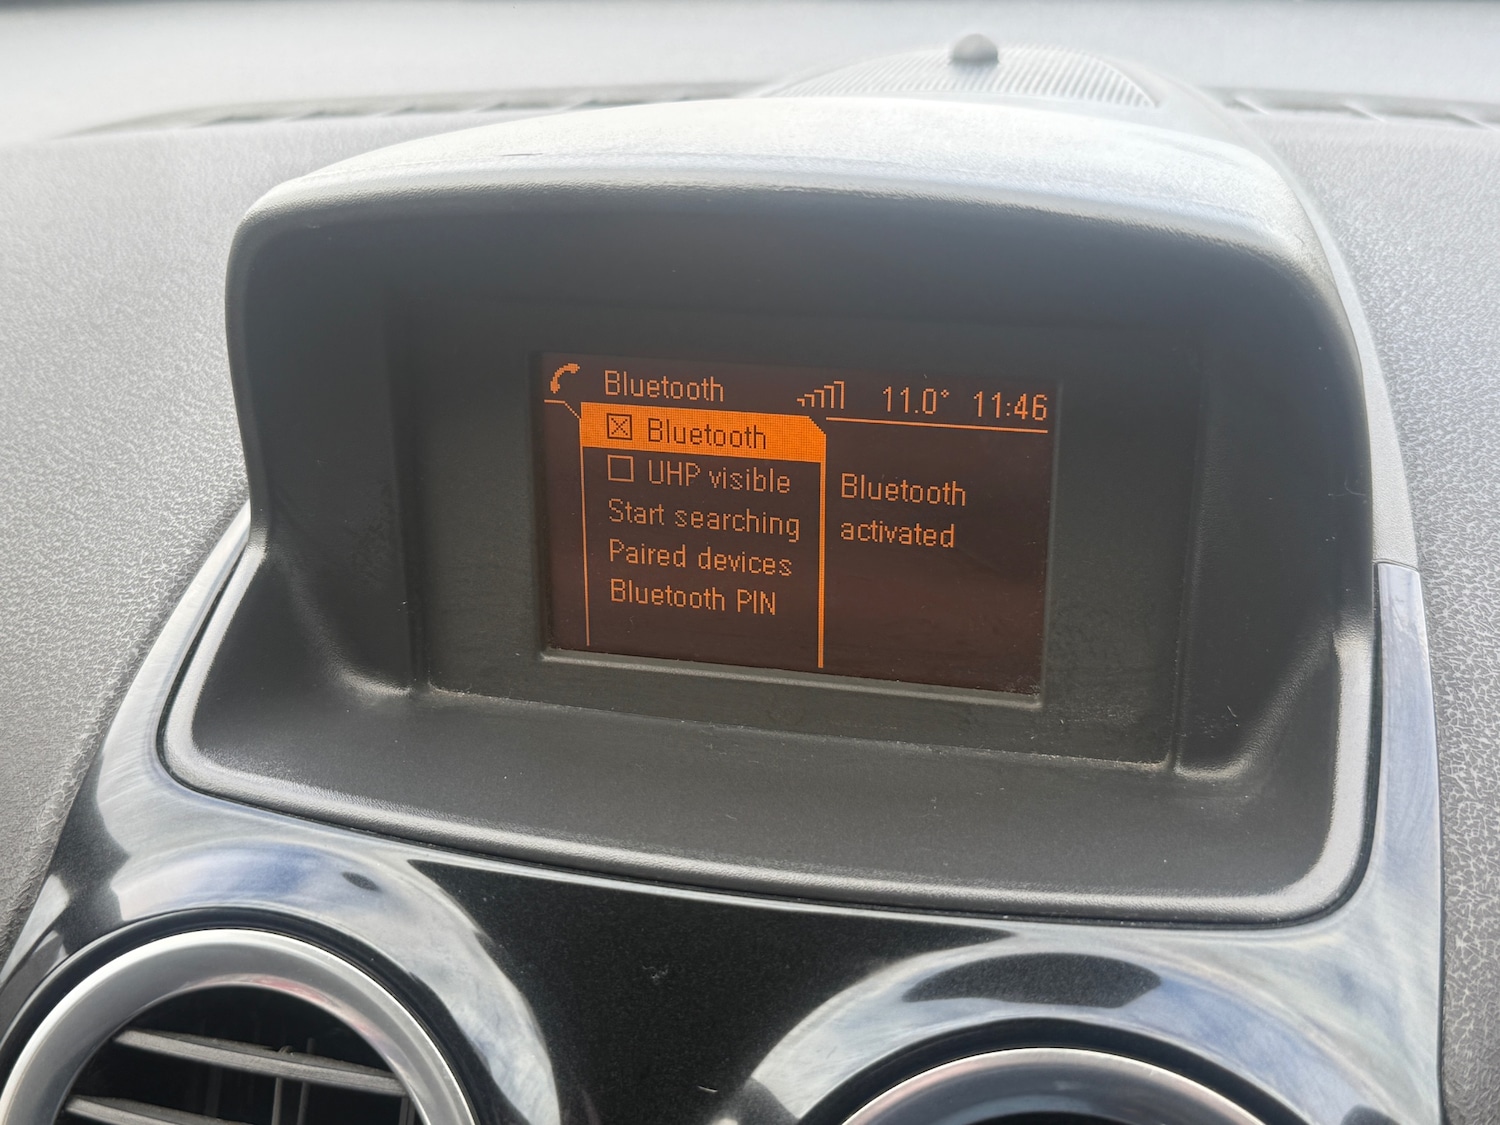 Bluetooth 11.0° 11:46
Bluetooth
UHP visible
Start searching
Paired devices
Bluetooth PIN
Bluetooth
activated